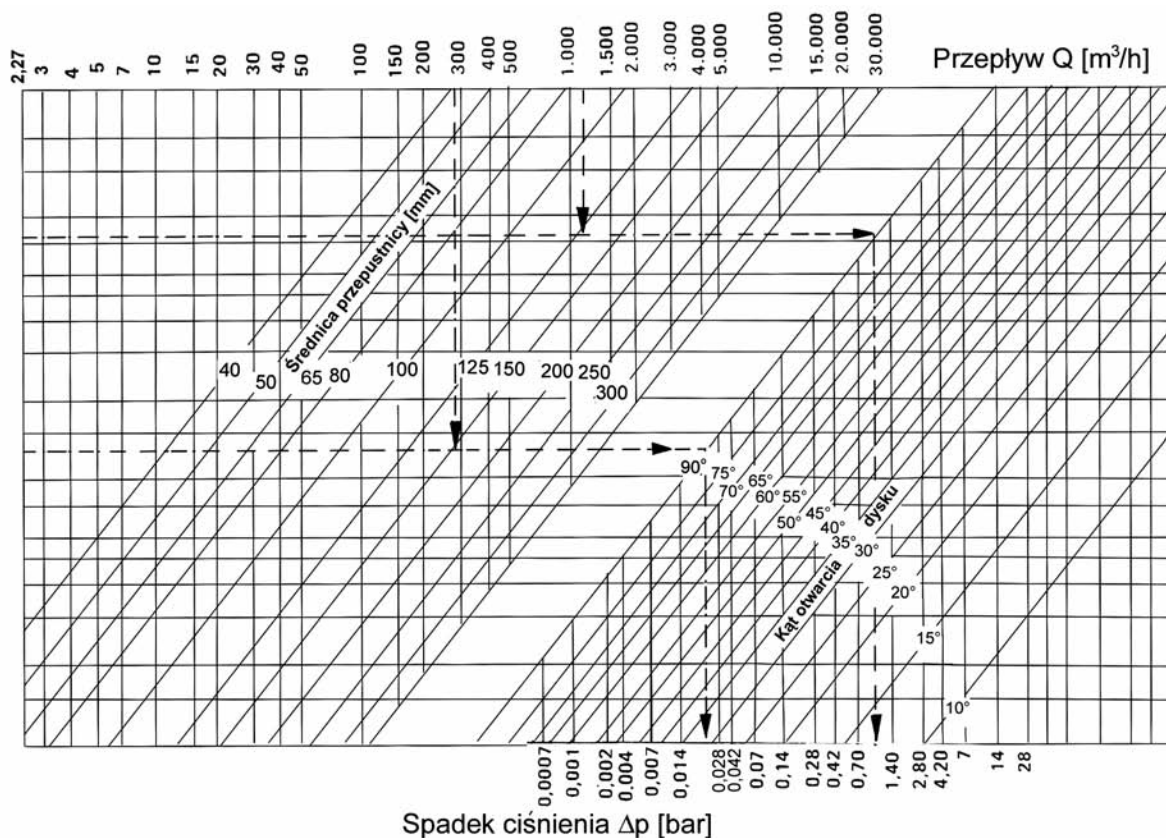 2,27 3 4 5 7 10 15 20 30 40 50 100 150 200 300 400 500 1.000 1.500 2.000 3.000 4.000 5.000 10.000 15.000 20.000 30.000
Przepływ Q [m³/h]
Średnica przepustnicy [mm]
40 50 65 80 100 125 150 200 250 300
90° 75° 70° 65° 60° 55° 50° 45° 40° 35° 30° 25° 20° 15° 10°
Kąt otwarcia dysku
0,0007 0,001 0,002 0,004 0,007 0,014 0,028 0,042 0,07 0,14 0,28 0,42 0,70 1,40 2,80 4,20 7 14 28
Spadek ciśnienia Δp [bar]